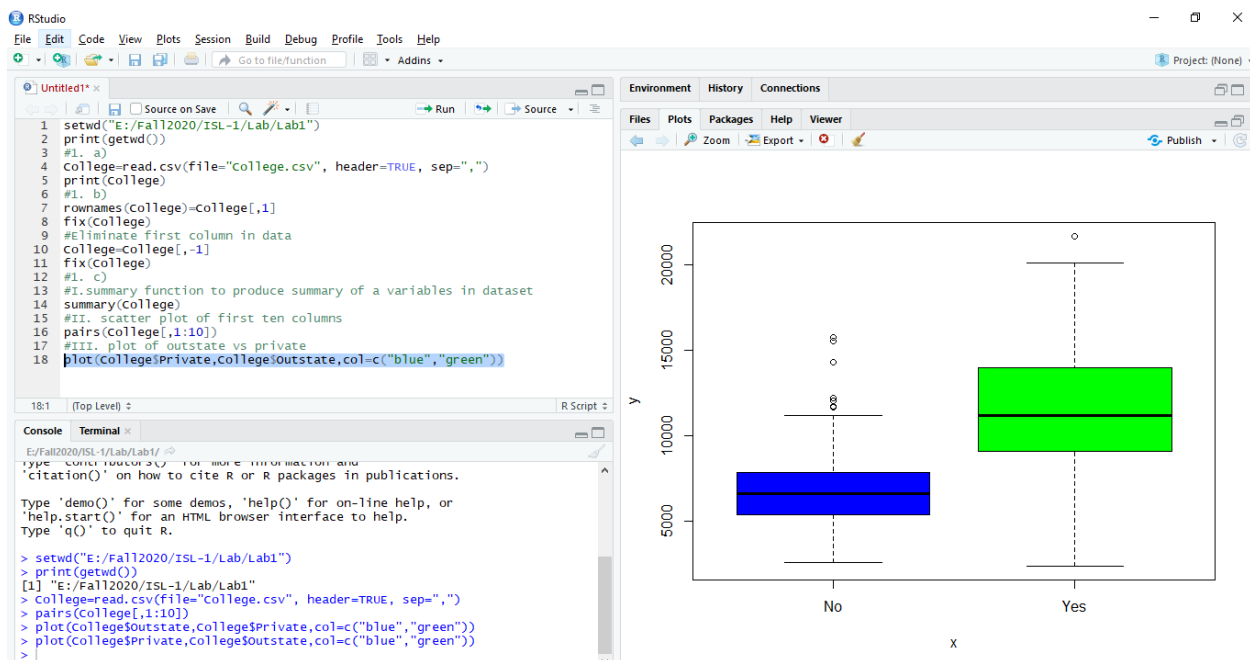 RStudio
File Edit Code View Plots Session Build Debug Profile Tools Help
Go to file/function Addins Project: (None)
Untitled1*
Source on Save Run Source
1 setwd("E:/Fall2020/ISL-1/Lab/Lab1")
2 print(getwd())
3 #1. a)
4 College=read.csv(file="College.csv", header=TRUE, sep=",")
5 print(College)
6 #1. b)
7 rownames(College)=College[,1]
8 fix(College)
9 #Eliminate first column in data
10 College=College[,-1]
11 fix(College)
12 #1. c)
13 #I.summary function to produce summary of a variables in dataset
14 summary(College)
15 #II. scatter plot of first ten columns
16 pairs(College[,1:10])
17 #III. plot of outstate vs private
18 plot(College$Private,College$Outstate,col=c("blue","green"))
18:1 (Top Level) R Script
Console Terminal
E:/Fall2020/ISL-1/Lab/Lab1/
Type 'contributors()' for more information and
'citation()' on how to cite R or R packages in publications.
Type 'demo()' for some demos, 'help()' for on-line help, or
'help.start()' for an HTML browser interface to help.
Type 'q()' to quit R.
> setwd("E:/Fall2020/ISL-1/Lab/Lab1")
> print(getwd())
[1] "E:/Fall2020/ISL-1/Lab/Lab1"
> College=read.csv(file="College.csv", header=TRUE, sep=",")
> pairs(College[,1:10])
> plot(College$Outstate,College$Private,col=c("blue","green"))
> plot(College$Private,College$Outstate,col=c("blue","green"))
>
Environment History Connections
Files Plots Packages Help Viewer
Zoom Export Publish
20000
15000
10000
5000
y
No Yes
x